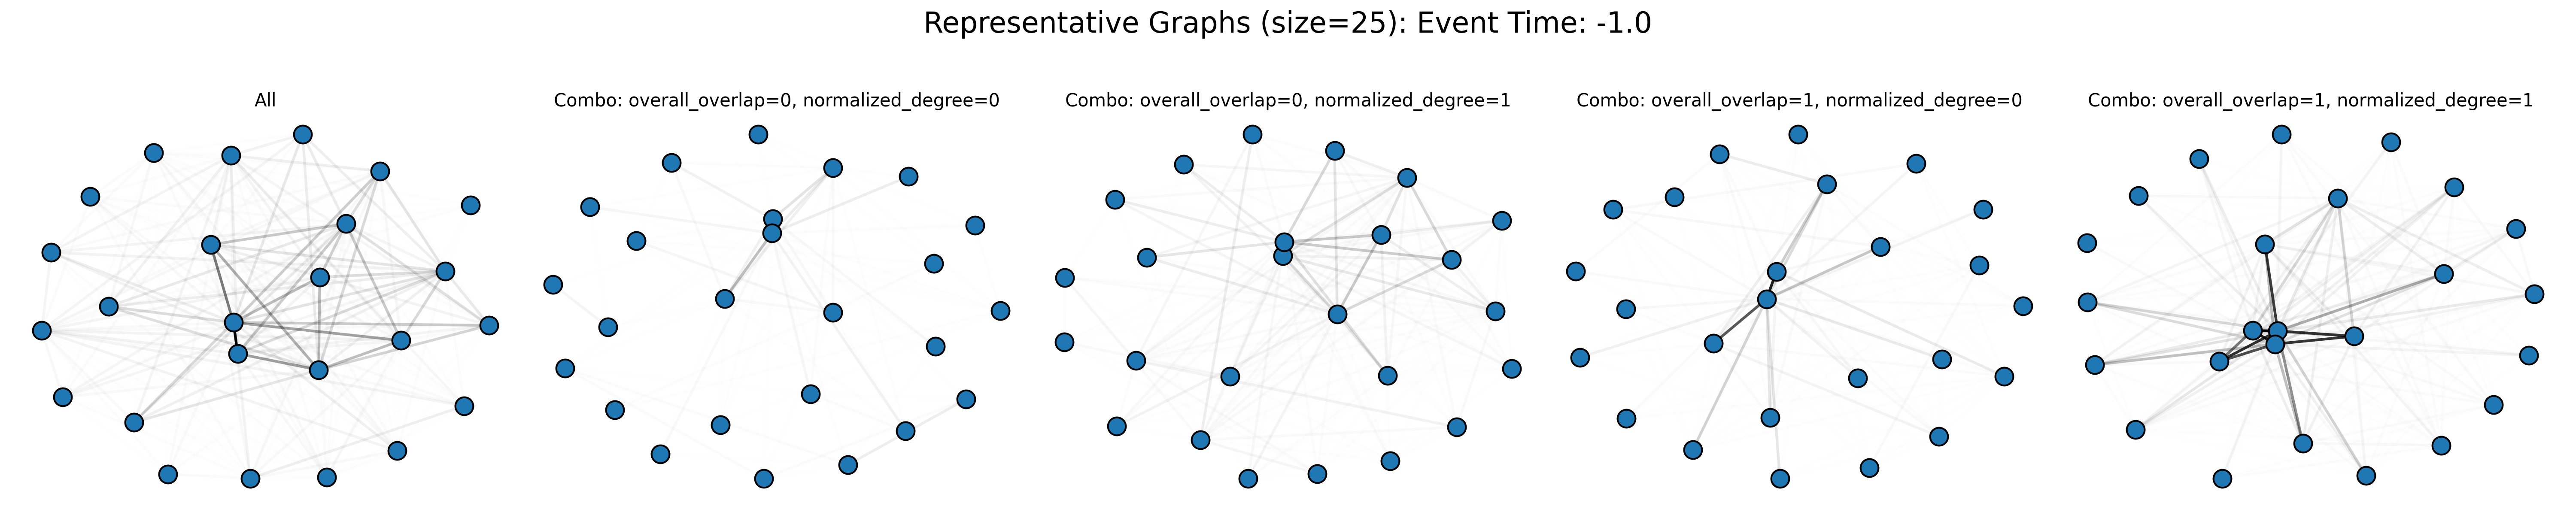 Representative Graphs (size=25): Event Time: -1.0
All
Combo: overall_overlap=0, normalized_degree=0
Combo: overall_overlap=0, normalized_degree=1
Combo: overall_overlap=1, normalized_degree=0
Combo: overall_overlap=1, normalized_degree=1